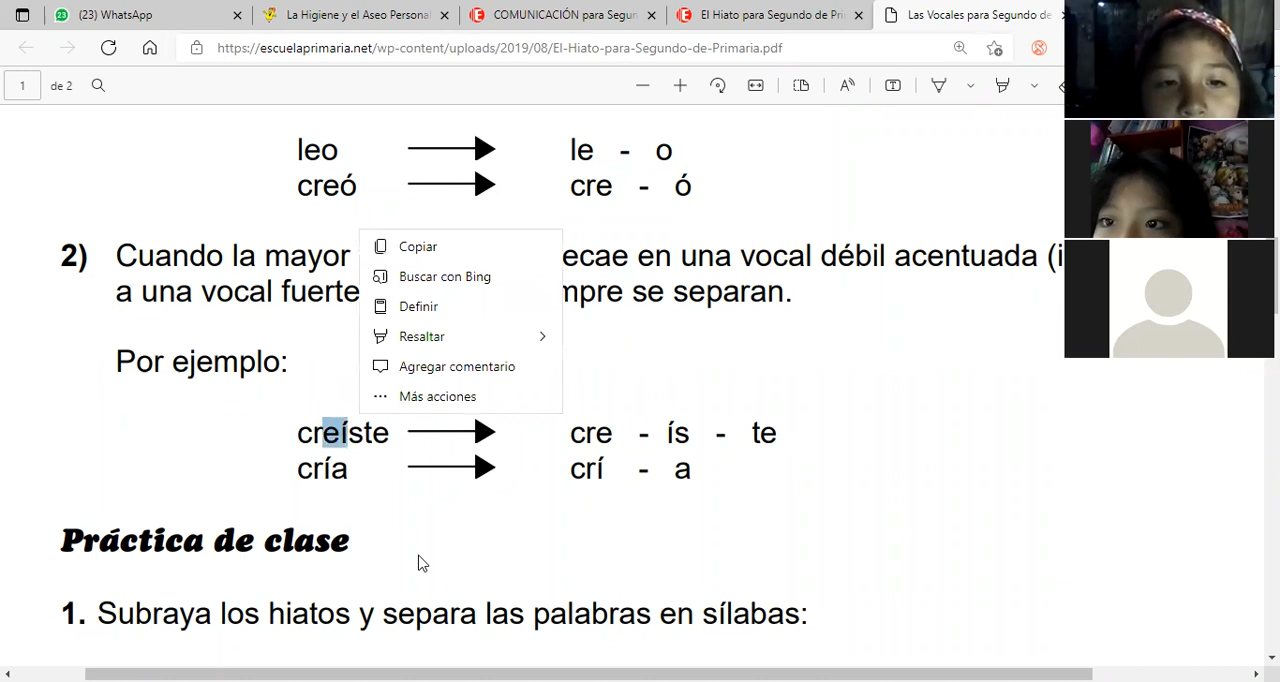 (23) WhatsApp
La Higiene y el Aseo Personal
COMUNICACIÓN para Segun
El Hiato para Segundo de Pri
Las Vocales para Segundo de
https://escuelaprimaria.net/wp-content/uploads/2019/08/El-Hiato-para-Segundo-de-Primaria.pdf
1 de 2
leo le - o
creó cre - ó
2) Cuando la mayor ecae en una vocal débil acentuada (i
a una vocal fuerte mpre se separan.
Copiar
Buscar con Bing
Definir
Resaltar
Agregar comentario
Más acciones
Por ejemplo:
creíste cre - ís - te
cría crí - a
Práctica de clase
1. Subraya los hiatos y separa las palabras en sílabas: